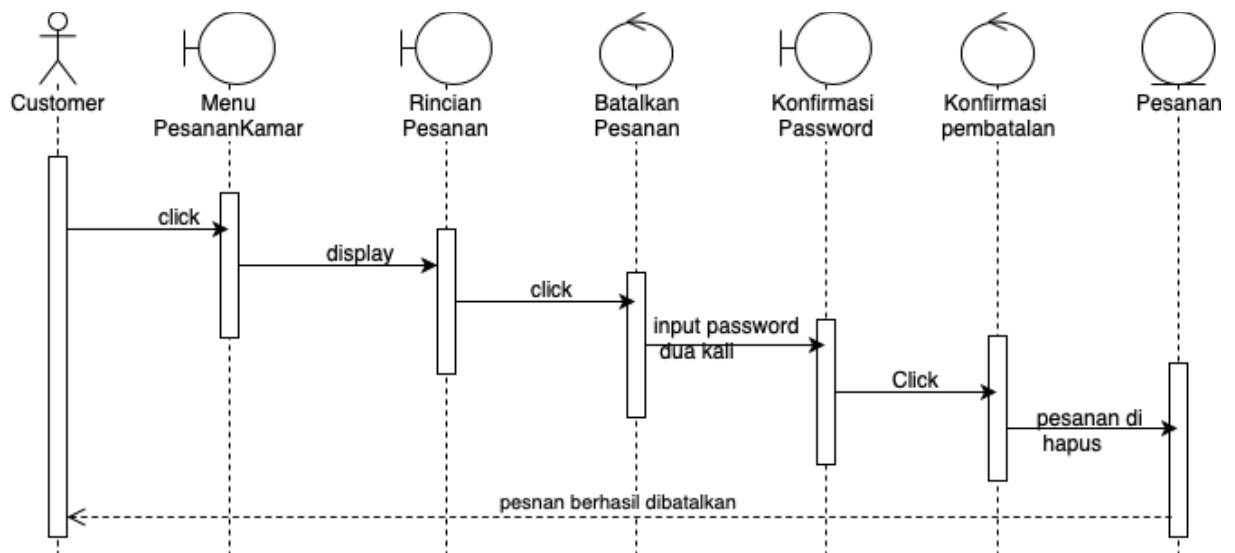 Customer
Menu
PesananKamar
Rincian
Pesanan
Batalkan
Pesanan
Konfirmasi
Password
Konfirmasi
pembatalan
Pesanan
click
display
click
input password
dua kali
Click
pesanan di
hapus
pesnan berhasil dibatalkan